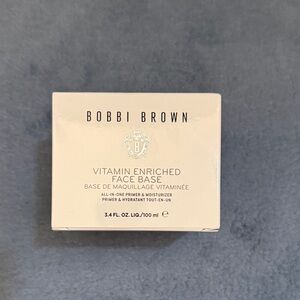 BOBBI BROWN
B
VITAMIN ENRICHED
FACE BASE
BASE DE MAQUILLAGE VITAMINÉE
ALL-IN-ONE PRIMER & MOISTURIZER
PRIMER & HYDRATANT TOUT-EN-UN
3.4 FL. OZ. LIQ./100 ml ℮